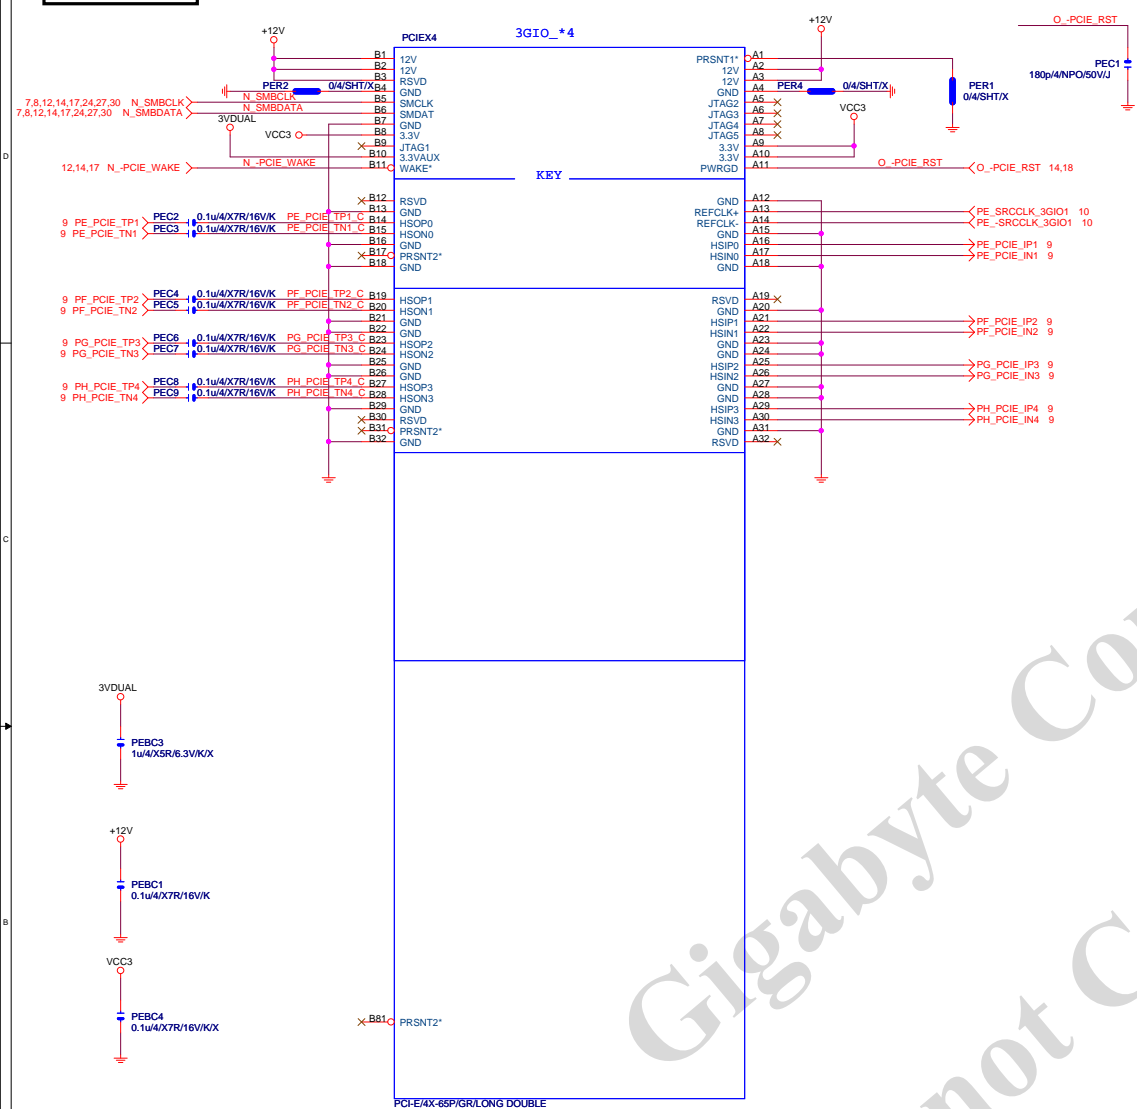 3GIO_*4
O_-PCIE_RST
PEC1
180p/4/NPO/50V/J
+12V
+12V
PCIEX4
B1 12V PRSNT1* A1
B2 12V 12V A2
B3 RSVD 12V A3
PER2 0/4/SHT/X B4 GND GND A4 PER4 0/4/SHT/X
PER1
0/4/SHT/X
7,8,12,14,17,24,27,30 N_SMBCLK N_SMBCLK B5 SMCLK JTAG2 A5
7,8,12,14,17,24,27,30 N_SMBDATA N_SMBDATA B6 SMDAT JTAG3 A6
3VDUAL B7 GND JTAG4 A7 VCC3
VCC3 B8 3.3V JTAG5 A8
B9 JTAG1 3.3V A9
B10 3.3VAUX 3.3V A10
12,14,17 N_-PCIE_WAKE N_-PCIE_WAKE B11 WAKE* PWRGD A11 O_-PCIE_RST O_-PCIE_RST 14,18
KEY
B12 RSVD GND A12
B13 GND REFCLK+ A13 PE_SRCCLK_3GIO1 10
9 PE_PCIE_TP1 PEC2 0.1u/4/X7R/16V/K PE_PCIE_TP1_C B14 HSOP0 REFCLK- A14 PE_-SRCCLK_3GIO1 10
9 PE_PCIE_TN1 PEC3 0.1u/4/X7R/16V/K PE_PCIE_TN1_C B15 HSON0 GND A15
B16 GND HSIP0 A16 PE_PCIE_IP1 9
B17 PRSNT2* HSIN0 A17 PE_PCIE_IN1 9
B18 GND GND A18
9 PF_PCIE_TP2 PEC4 0.1u/4/X7R/16V/K PF_PCIE_TP2_C B19 HSOP1 RSVD A19
9 PF_PCIE_TN2 PEC5 0.1u/4/X7R/16V/K PF_PCIE_TN2_C B20 HSON1 GND A20
B21 GND HSIP1 A21 PF_PCIE_IP2 9
B22 GND HSIN1 A22 PF_PCIE_IN2 9
9 PG_PCIE_TP3 PEC6 0.1u/4/X7R/16V/K PG_PCIE_TP3_C B23 HSOP2 GND A23
9 PG_PCIE_TN3 PEC7 0.1u/4/X7R/16V/K PG_PCIE_TN3_C B24 HSON2 GND A24
B25 GND HSIP2 A25 PG_PCIE_IP3 9
B26 GND HSIN2 A26 PG_PCIE_IN3 9
9 PH_PCIE_TP4 PEC8 0.1u/4/X7R/16V/K PH_PCIE_TP4_C B27 HSOP3 GND A27
9 PH_PCIE_TN4 PEC9 0.1u/4/X7R/16V/K PH_PCIE_TN4_C B28 HSON3 GND A28
B29 GND HSIP3 A29 PH_PCIE_IP4 9
B30 RSVD HSIN3 A30 PH_PCIE_IN4 9
B31 PRSNT2* GND A31
B32 GND RSVD A32
D
C
B
3VDUAL
PEBC3
1u/4/X5R/6.3V/K/X
+12V
PEBC1
0.1u/4/X7R/16V/K
VCC3
PEBC4
0.1u/4/X7R/16V/K/X
B81 PRSNT2*
PCI-E/4X-65P/GR/LONG DOUBLE
Gigabyte Co
not C